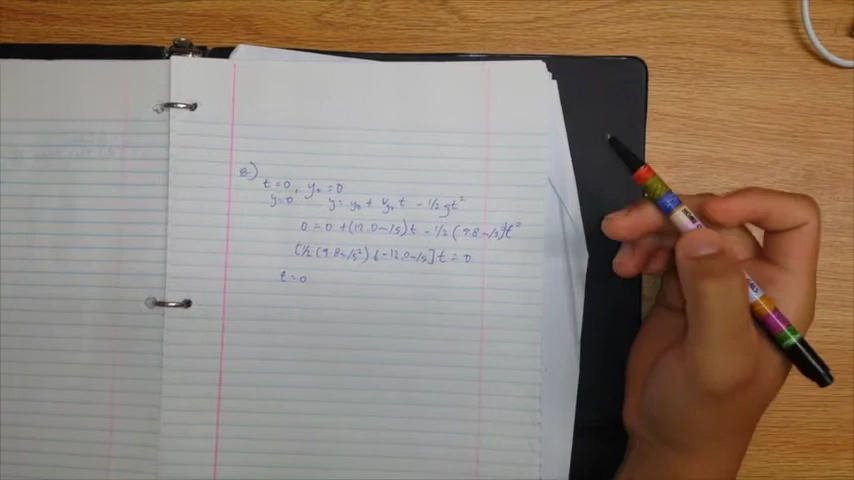 a)
t=0, y₀=0
y=0 y=y₀ + v_y₀ t - 1/2 gt²
0 = 0 + (12.0 m/s)t - 1/2 (9.8 m/s²)t²
[1/2 (9.8 m/s²) t - 12.0 m/s] t = 0
t=0